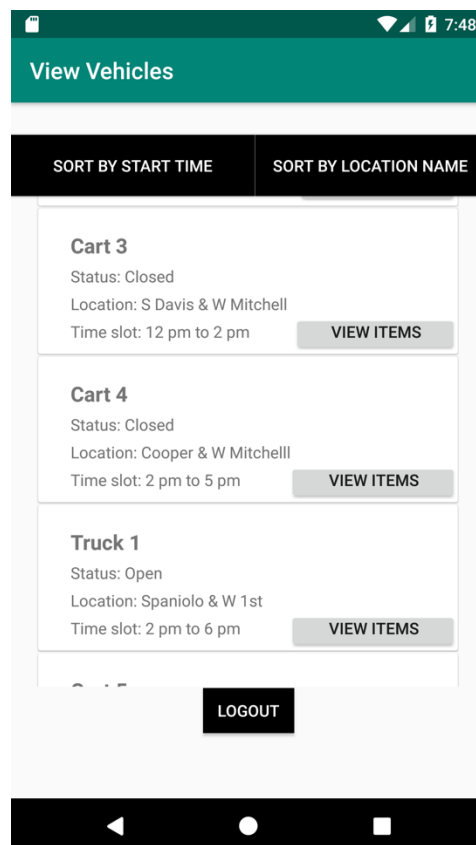 7:48
View Vehicles
SORT BY START TIME
SORT BY LOCATION NAME
Cart 3
Status: Closed
Location: S Davis & W Mitchell
Time slot: 12 pm to 2 pm
VIEW ITEMS
Cart 4
Status: Closed
Location: Cooper & W Mitchelll
Time slot: 2 pm to 5 pm
VIEW ITEMS
Truck 1
Status: Open
Location: Spaniolo & W 1st
Time slot: 2 pm to 6 pm
VIEW ITEMS
LOGOUT